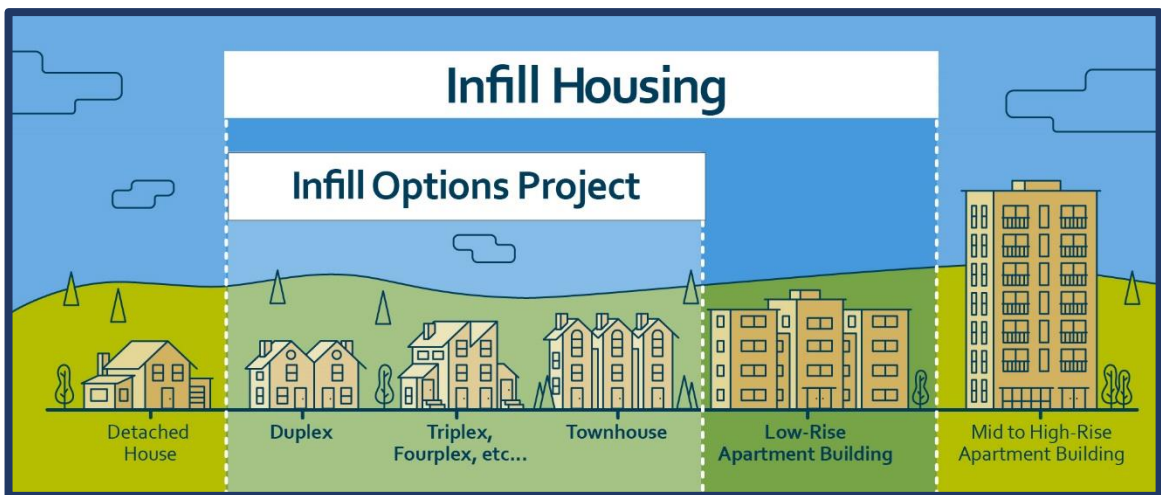 Infill Housing
Infill Options Project
Detached
House
Duplex
Triplex,
Fourplex, etc...
Townhouse
Low-Rise
Apartment Building
Mid to High-Rise
Apartment Building